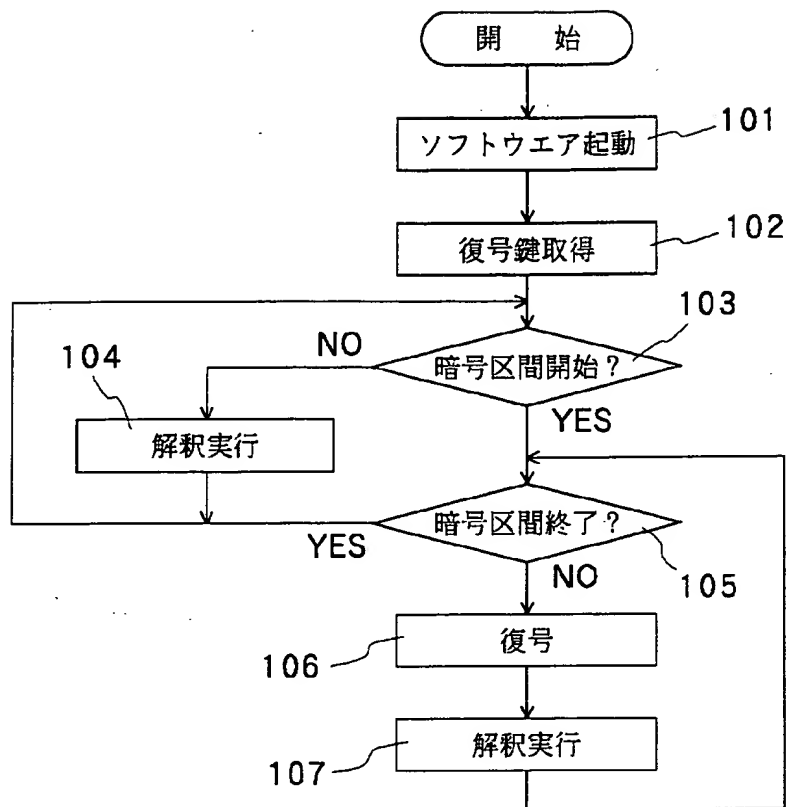 開 始
ソフトウエア起動
101
復号鍵取得
102
暗号区間開始?
103
NO
YES
104
解釈実行
暗号区間終了?
105
YES
NO
復号
106
解釈実行
107